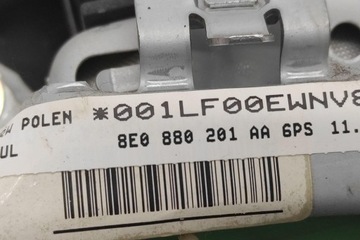 POLEN *001LF00EWNV8
UL 8E0 880 201 AA 6PS 11.